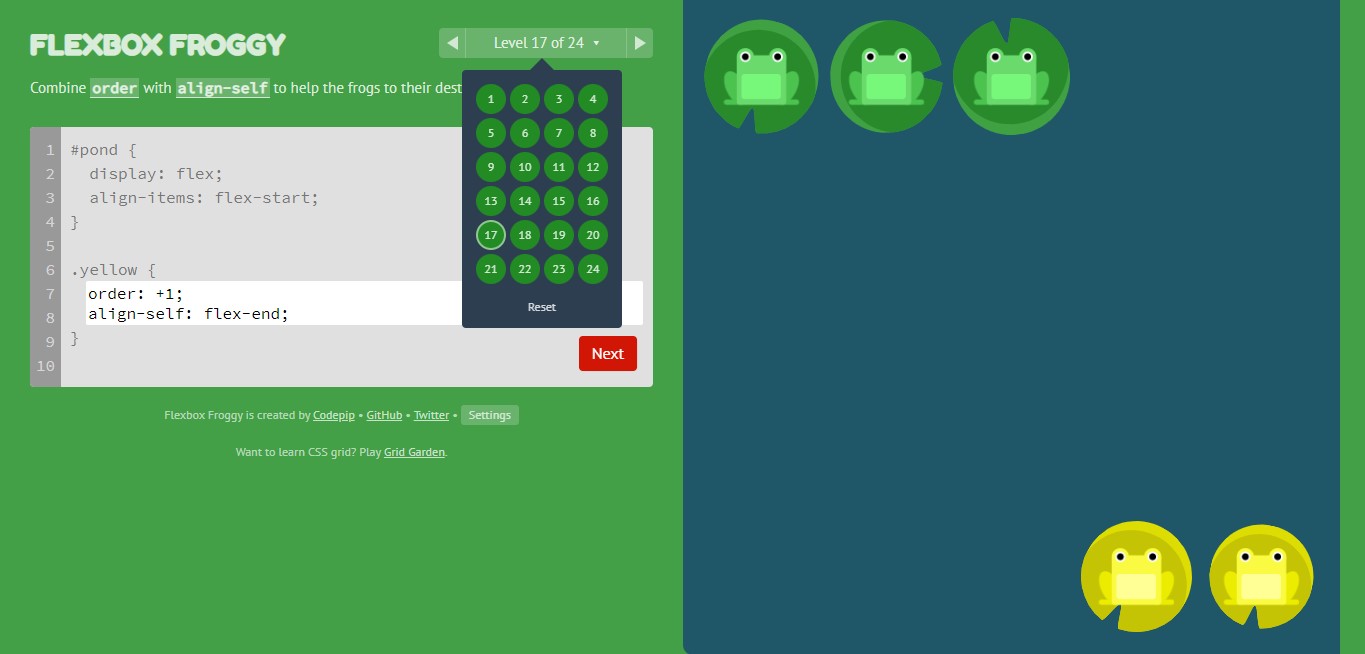 FLEXBOX FROGGY
Level 17 of 24
Combine order with align-self to help the frogs to their dest
1 2 3 4
5 6 7 8
9 10 11 12
13 14 15 16
17 18 19 20
21 22 23 24
Reset
1 #pond {
2 display: flex;
3 align-items: flex-start;
4 }
5
6 .yellow {
7 order: +1;
8 align-self: flex-end;
9 }
10
Next
Flexbox Froggy is created by Codepip • GitHub • Twitter • Settings
Want to learn CSS grid? Play Grid Garden.